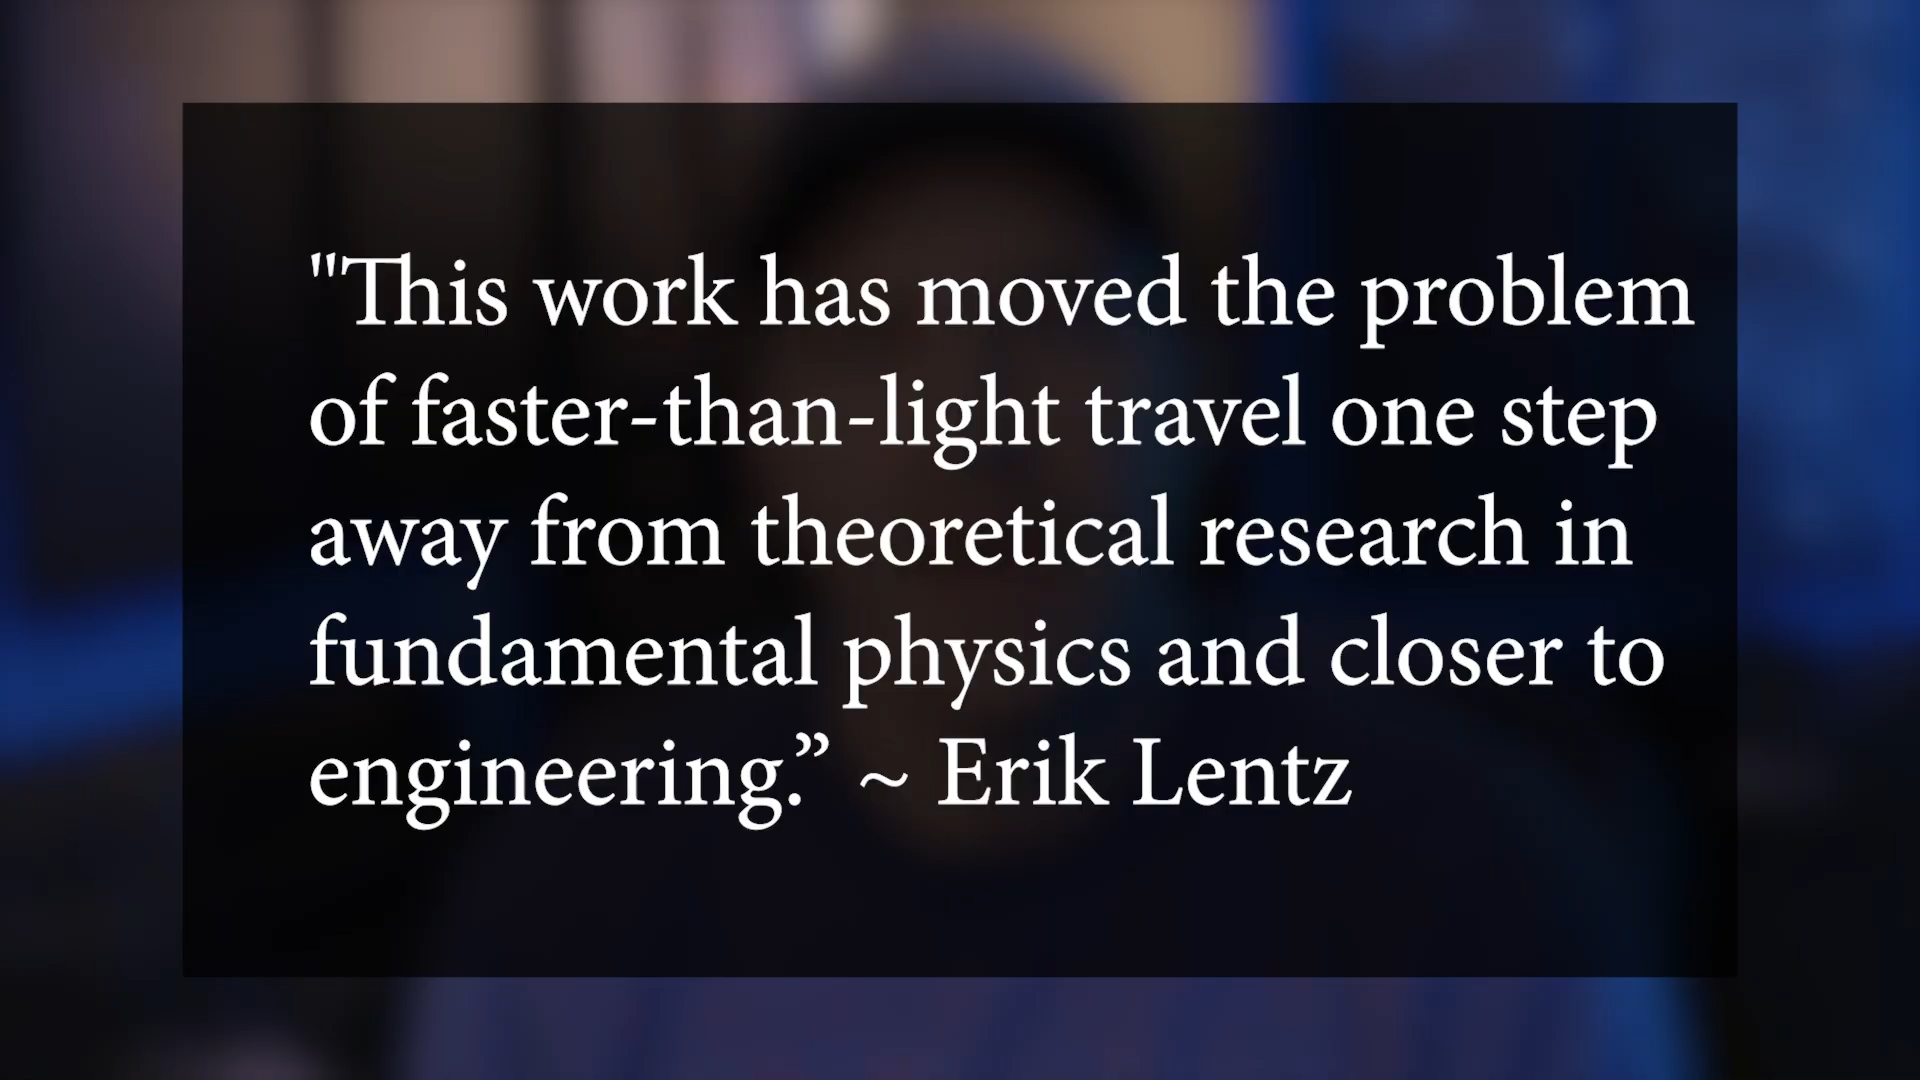 "This work has moved the problem
of faster-than-light travel one step
away from theoretical research in
fundamental physics and closer to
engineering.” ~ Erik Lentz